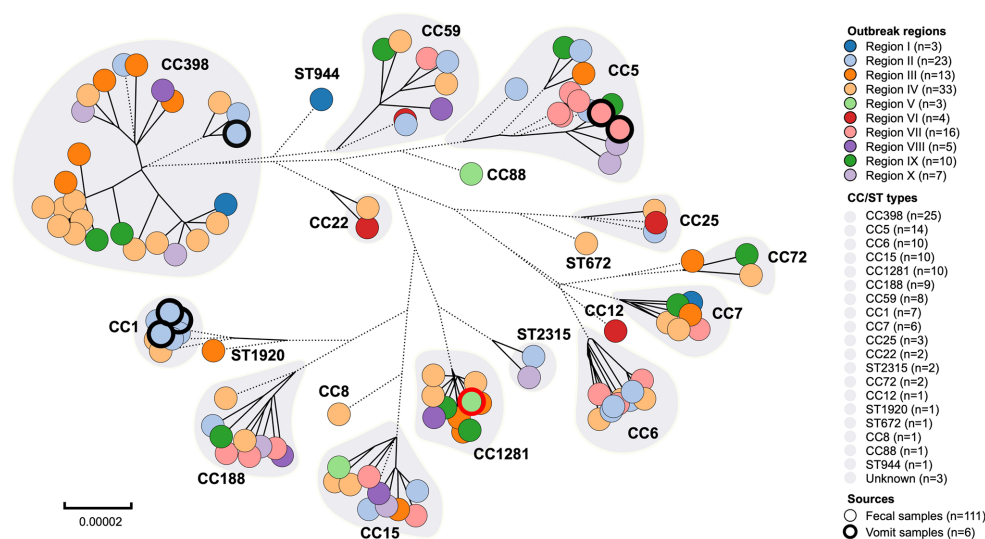 CC59
CC398
ST944
CC5
CC88
CC22
CC25
ST672
CC72
CC12
CC7
CC1
ST1920
ST2315
CC8
CC6
CC1281
CC188
CC15
0.00002
Outbreak regions
Region I (n=3)
Region II (n=23)
Region III (n=13)
Region IV (n=33)
Region V (n=3)
Region VI (n=4)
Region VII (n=16)
Region VIII (n=5)
Region IX (n=10)
Region X (n=7)
CC/ST types
CC398 (n=25)
CC5 (n=14)
CC6 (n=10)
CC15 (n=10)
CC1281 (n=10)
CC188 (n=9)
CC59 (n=8)
CC1 (n=7)
CC7 (n=6)
CC25 (n=3)
CC22 (n=2)
ST2315 (n=2)
CC72 (n=2)
CC12 (n=1)
ST1920 (n=1)
ST672 (n=1)
CC8 (n=1)
CC88 (n=1)
ST944 (n=1)
Unknown (n=3)
Sources
Fecal samples (n=111)
Vomit samples (n=6)